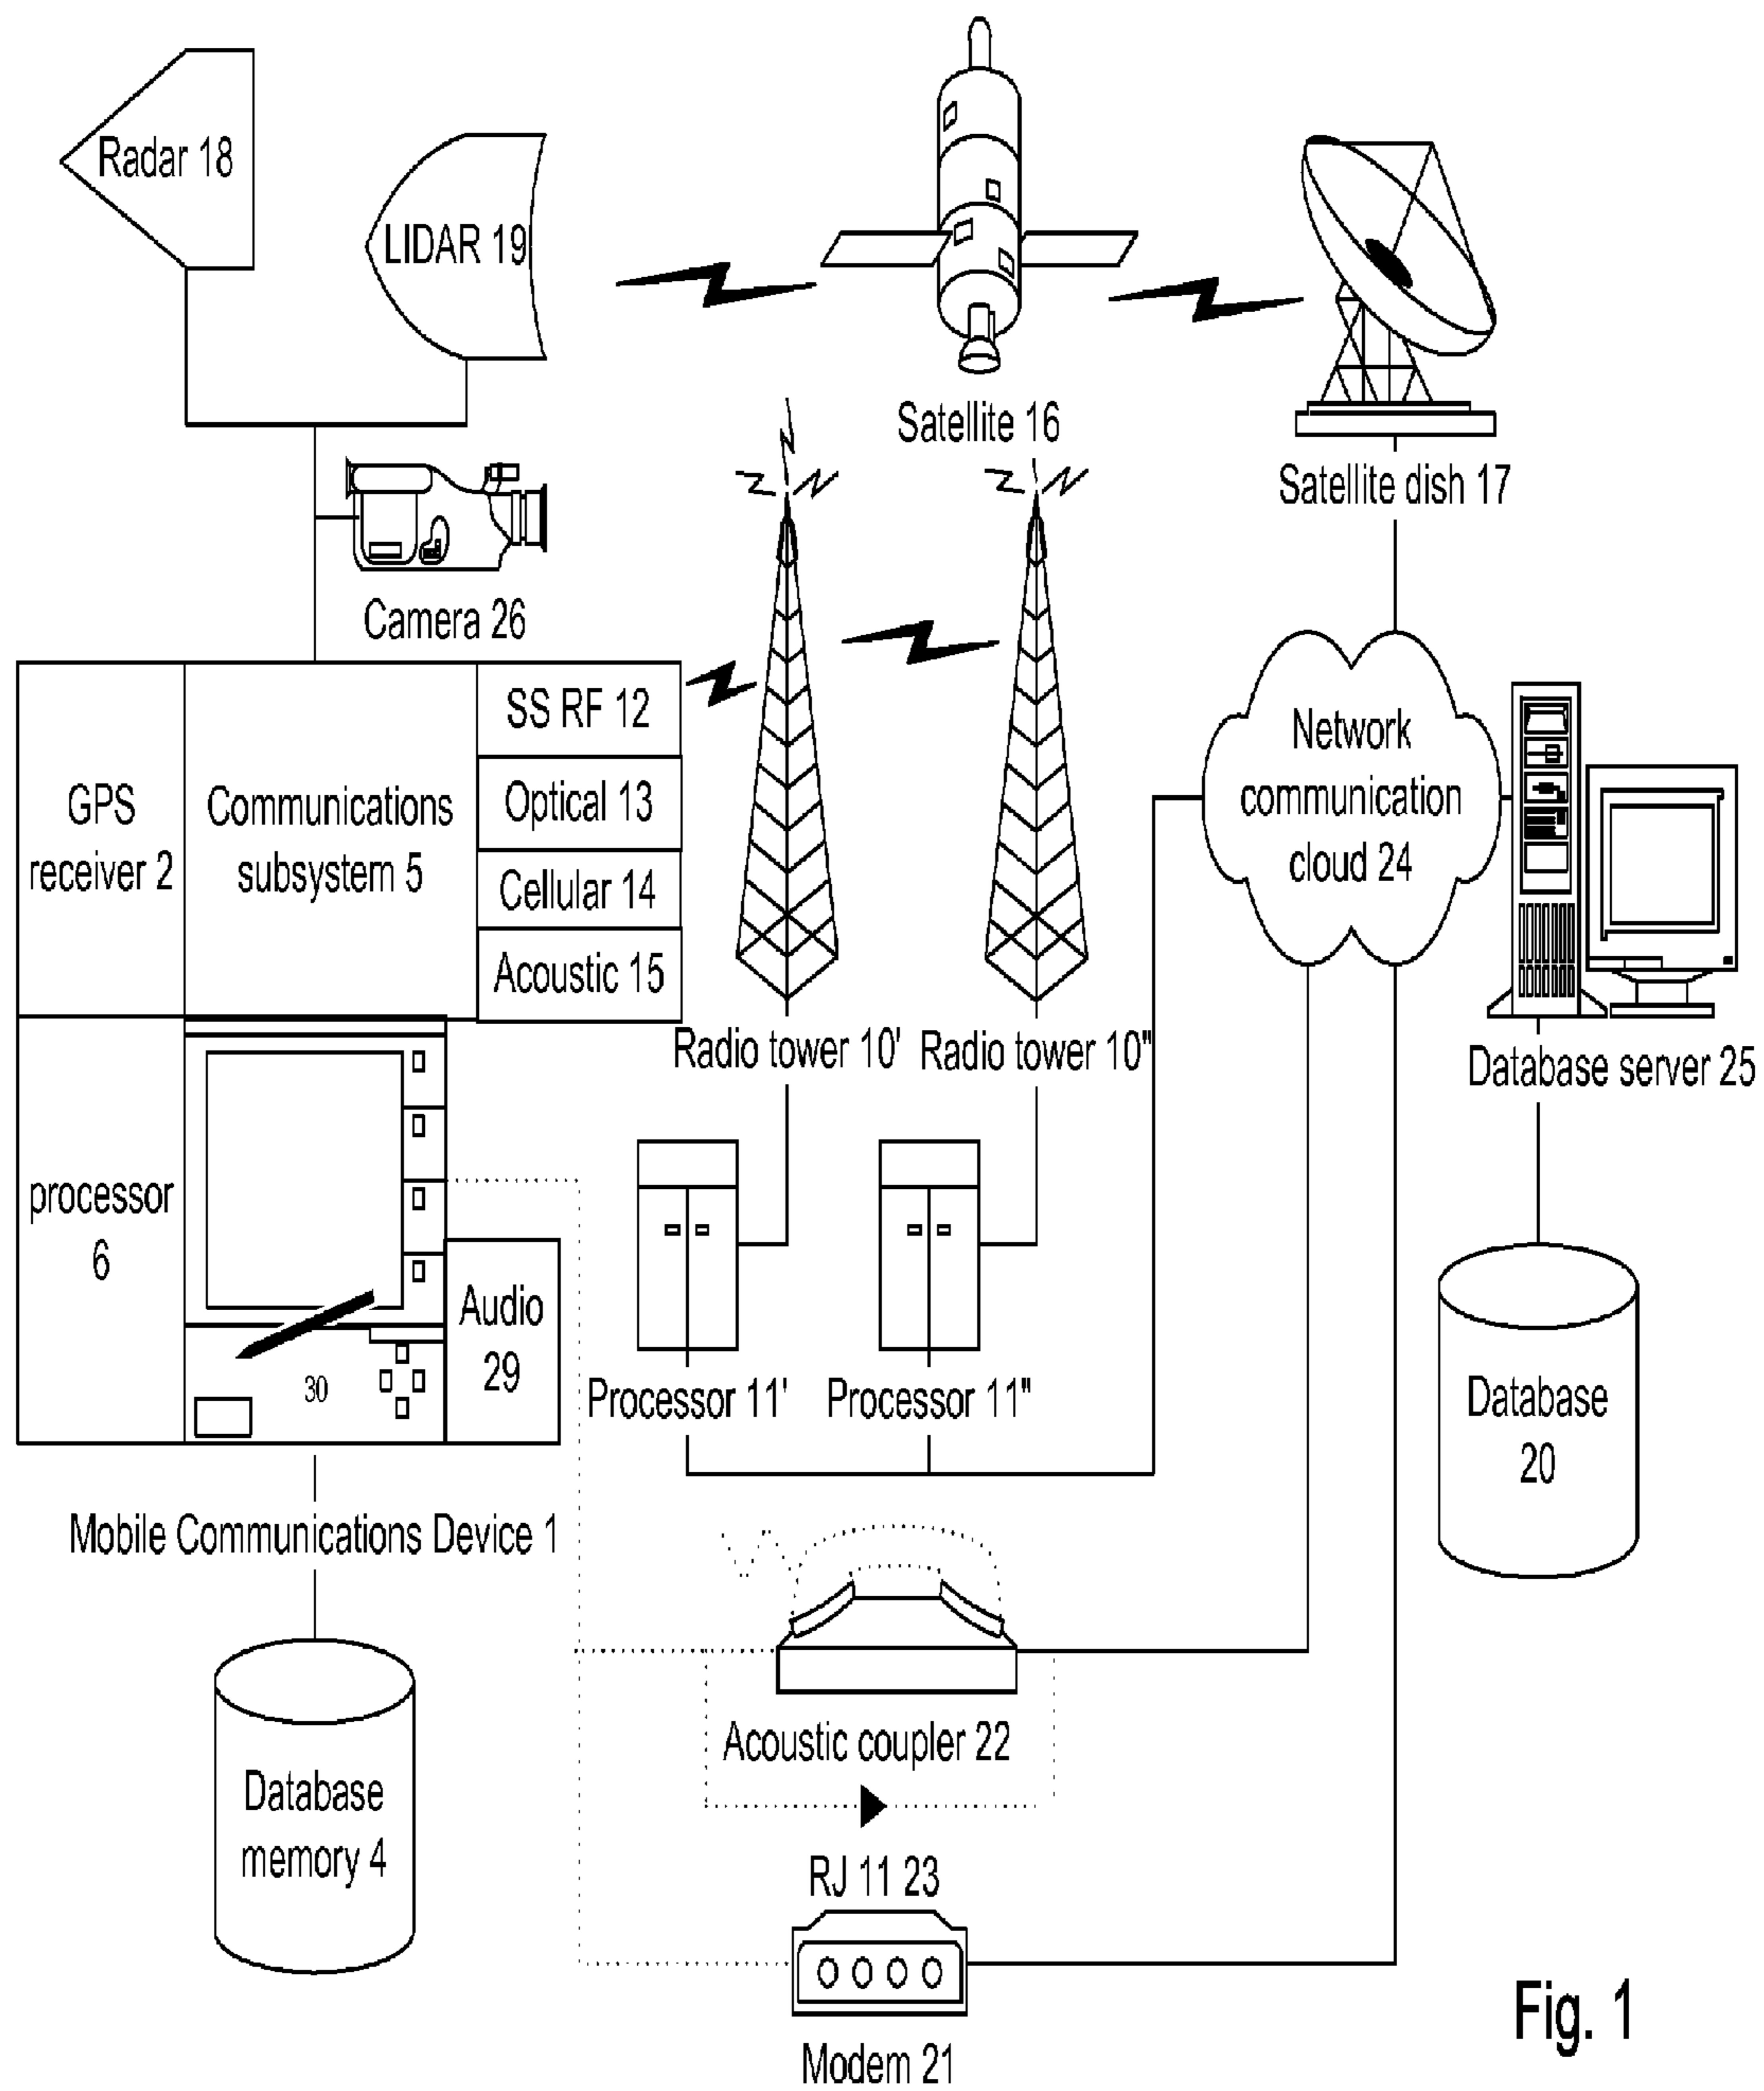 Radar 18
LIDAR 19
Satellite 16
Satellite dish 17
Camera 26
GPS
receiver 2
Communications
subsystem 5
SS RF 12
Optical 13
Cellular 14
Acoustic 15
Network
communication
cloud 24
Radio tower 10'
Radio tower 10"
Database server 25
processor
6
Audio
29
30
Processor 11'
Processor 11"
Database
20
Mobile Communications Device 1
Acoustic coupler 22
Database
memory 4
RJ 11 23
Modem 21
Fig. 1